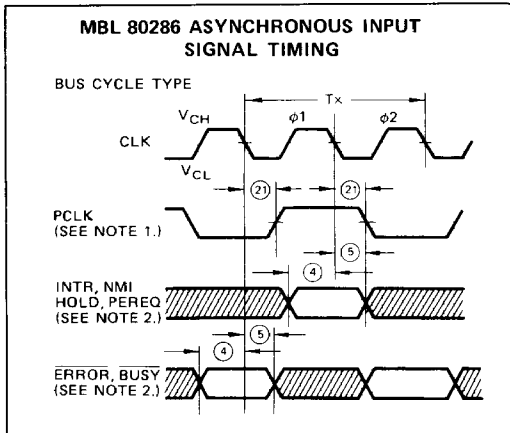 MBL 80286 ASYNCHRONOUS INPUT
SIGNAL TIMING
BUS CYCLE TYPE
Tx
VCH
φ1
φ2
CLK
VCL
21
21
PCLK
(SEE NOTE 1.)
5
4
INTR, NMI
HOLD, PEREQ
(SEE NOTE 2.)
5
4
ERROR, BUSY
(SEE NOTE 2.)